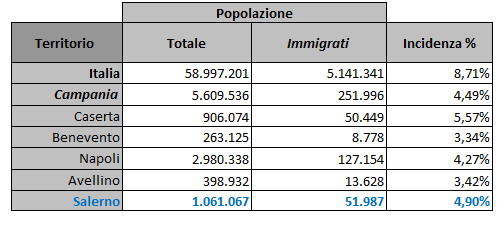 Popolazione
Territorio Totale Immigrati Incidenza %
Italia 58.997.201 5.141.341 8,71%
Campania 5.609.536 251.996 4,49%
Caserta 906.074 50.449 5,57%
Benevento 263.125 8.778 3,34%
Napoli 2.980.338 127.154 4,27%
Avellino 398.932 13.628 3,42%
Salerno 1.061.067 51.987 4,90%